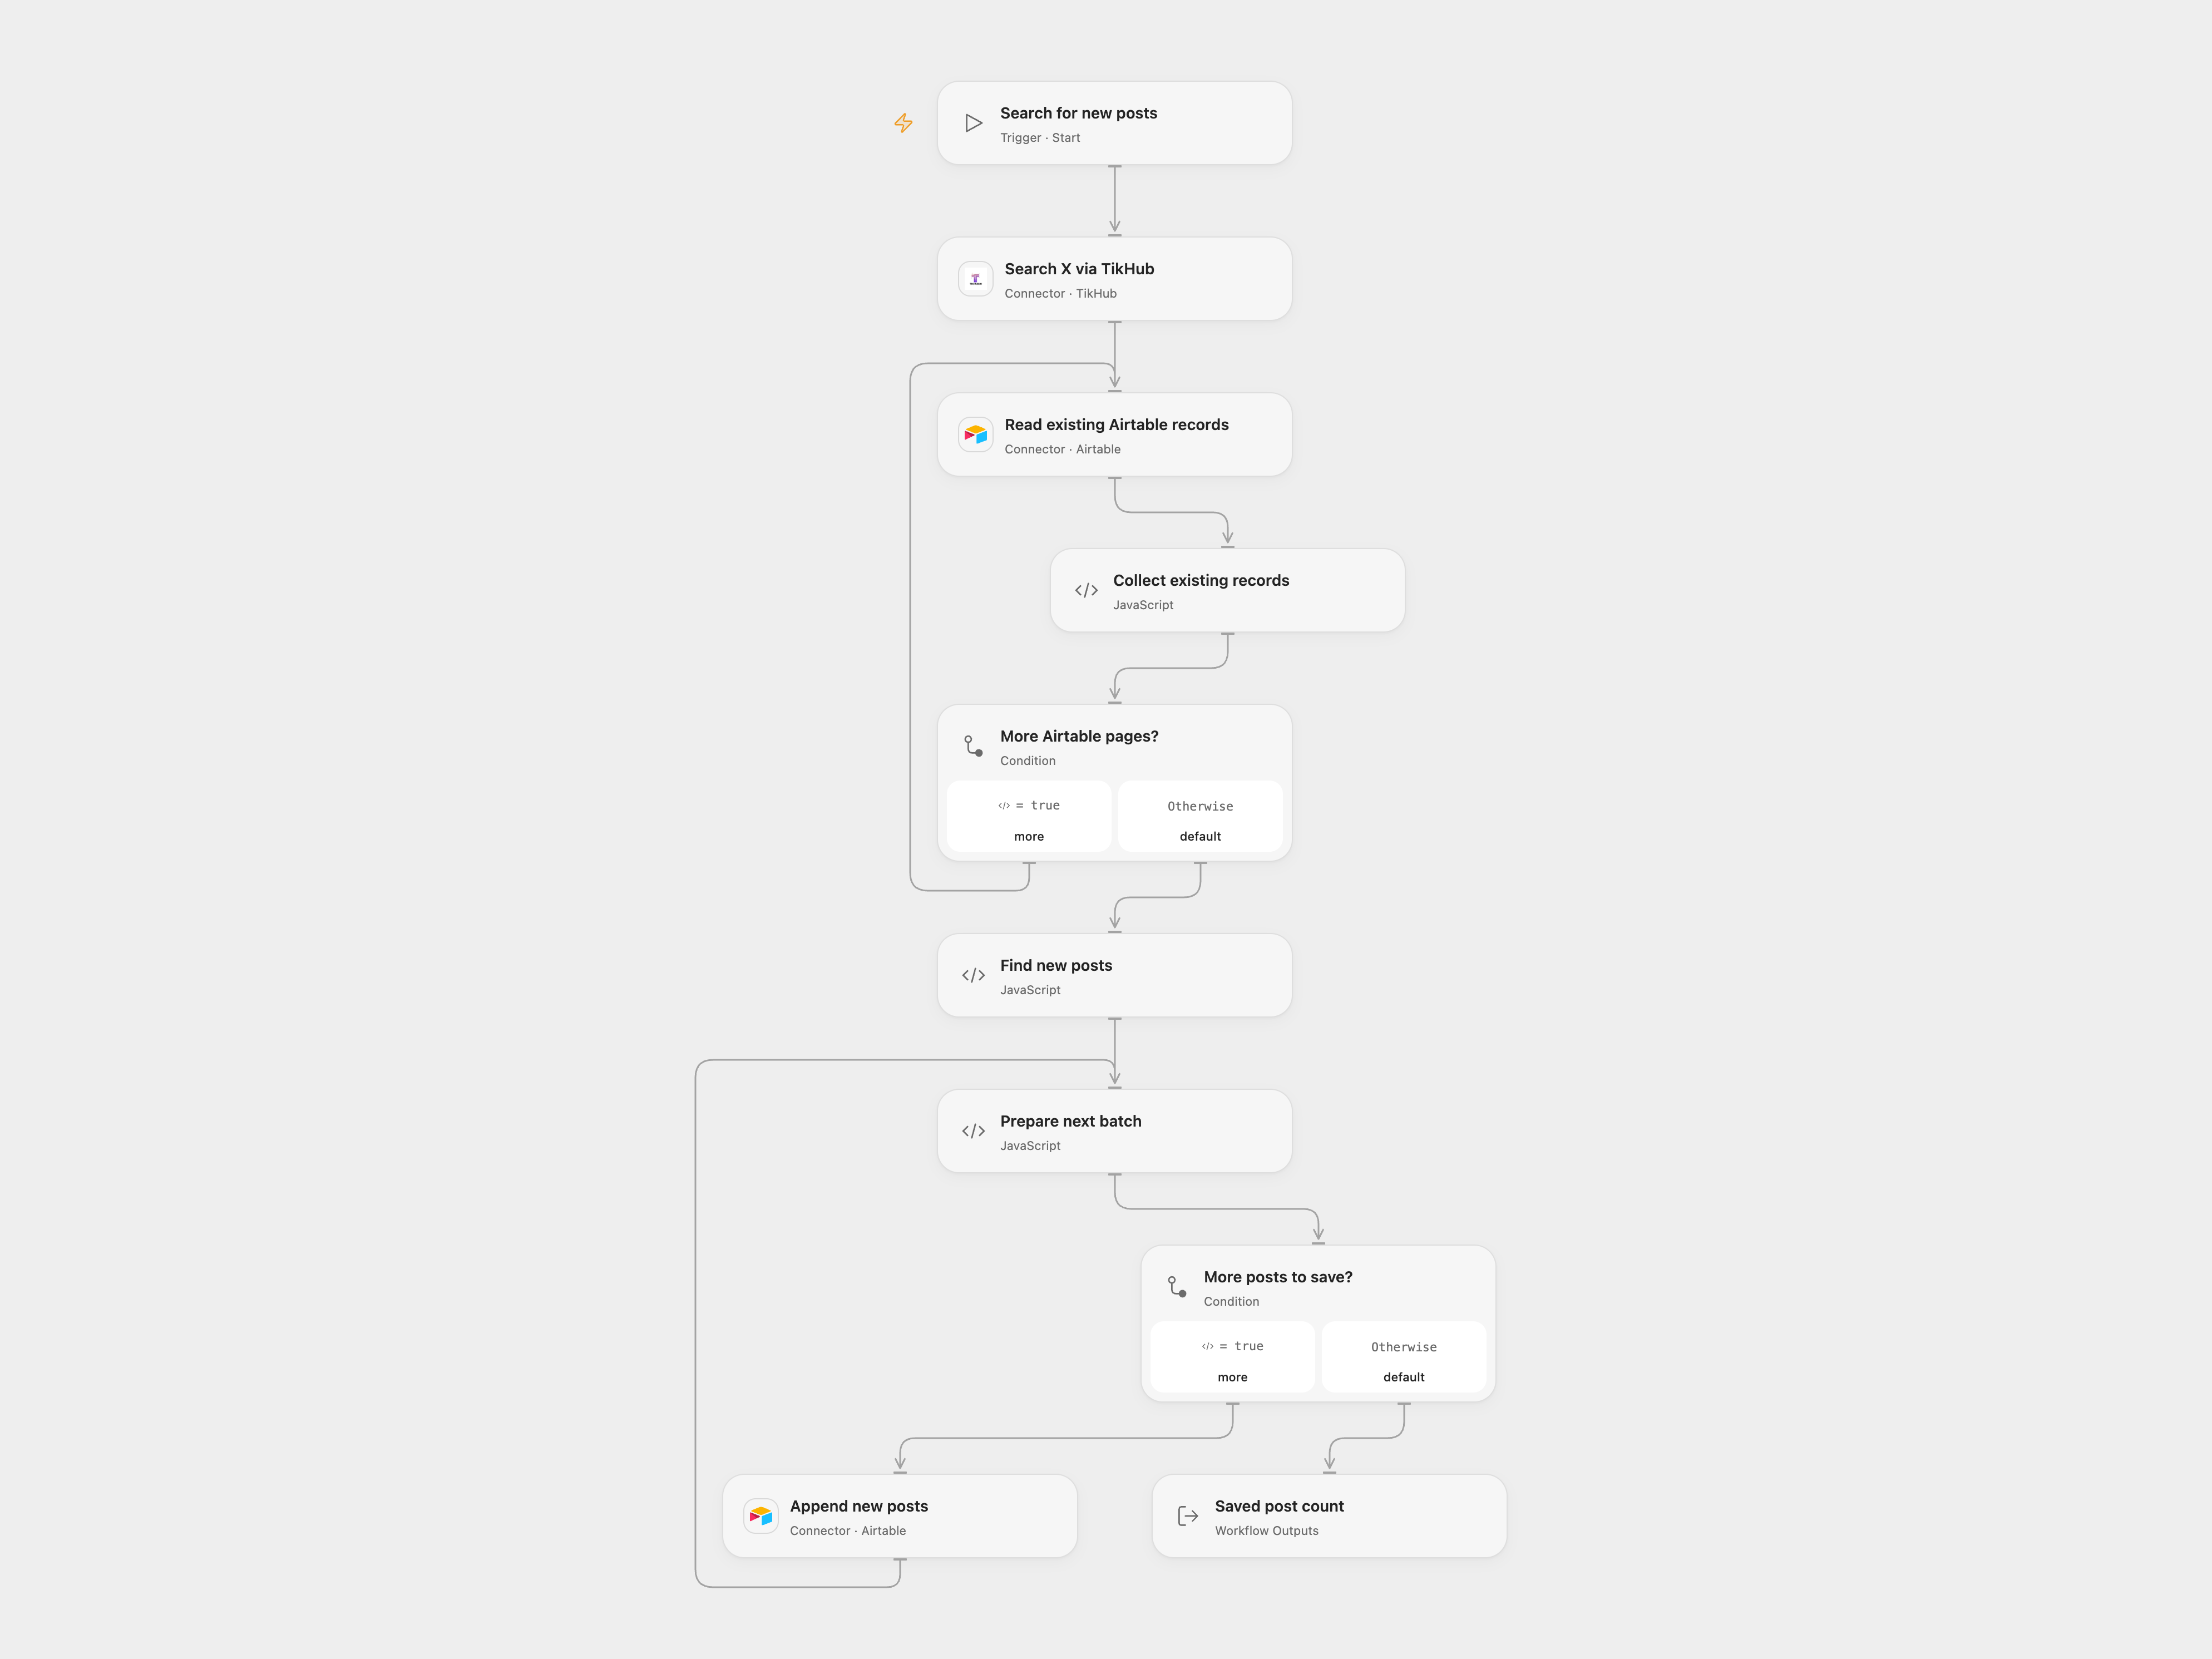 Search for new posts
Trigger · Start
Search X via TikHub
Connector · TikHub
Read existing Airtable records
Connector · Airtable
Collect existing records
JavaScript
More Airtable pages?
Condition
</> = true
more
Otherwise
default
Find new posts
JavaScript
Prepare next batch
JavaScript
More posts to save?
Condition
</> = true
more
Otherwise
default
Append new posts
Connector · Airtable
Saved post count
Workflow Outputs